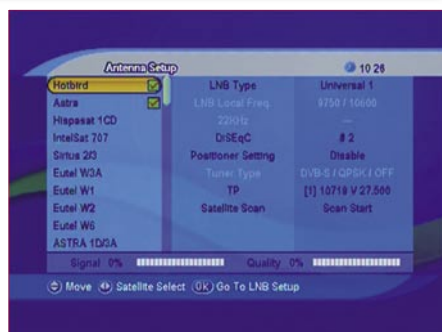 Antenna Setup 10 26
Hotbird LNB Type Universal 1
Astra LNB Local Freq. 9750 / 10600
Hispasat 1CD 22KHz ---
IntelSat 707 DiSEqC # 2
Sirius 2/3 Positioner Setting Disable
Eutel W3A Tuner Type DVB-S / QPSK / OFF
Eutel W1 TP [1] 10719 V 27.500
Eutel W2 Satellite Scan Scan Start
Eutel W6
ASTRA 1D/3A
Signal 0% Quality 0%
Move Satellite Select OK Go To LNB Setup